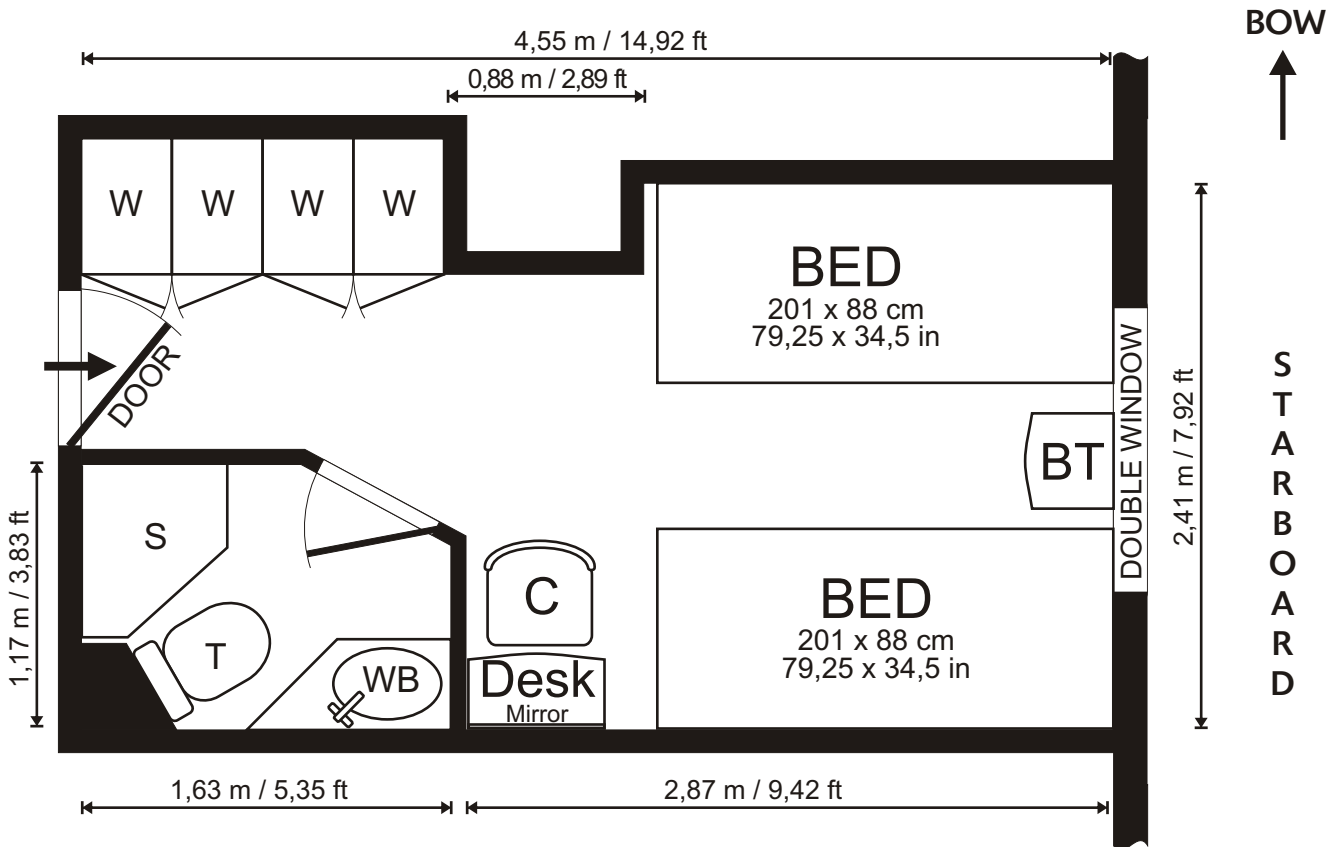 BOW
4,55 m / 14,92 ft
0,88 m / 2,89 ft
W W W W
BED
201 x 88 cm
79,25 x 34,5 in
DOOR
DOUBLE WINDOW
2,41 m / 7,92 ft
STARBOARD
BT
1,17 m / 3,83 ft
S
C
BED
201 x 88 cm
79,25 x 34,5 in
T
WB
Desk
Mirror
1,63 m / 5,35 ft
2,87 m / 9,42 ft